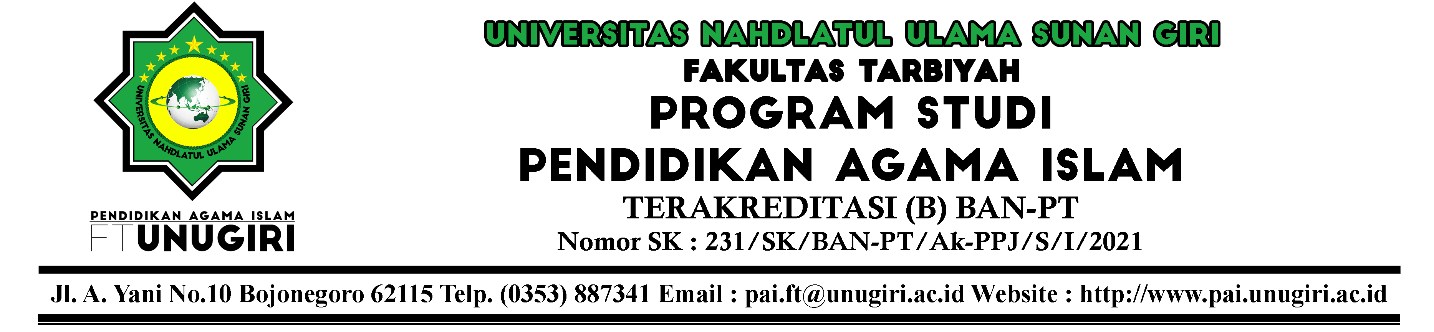 UNIVERSITAS NAHDLATUL ULAMA SUNAN GIRI
FAKULTAS TARBIYAH
PROGRAM STUDI
PENDIDIKAN AGAMA ISLAM
TERAKREDITASI (B) BAN-PT
Nomor SK : 231/SK/BAN-PT/Ak-PPJ/S/I/2021
UNIVERSITAS NAHDLATUL ULAMA SUNAN GIRI
PENDIDIKAN AGAMA ISLAM
FTUNUGIRI
Jl. A. Yani No.10 Bojonegoro 62115 Telp. (0353) 887341 Email : pai.ft@unugiri.ac.id Website : http://www.pai.unugiri.ac.id